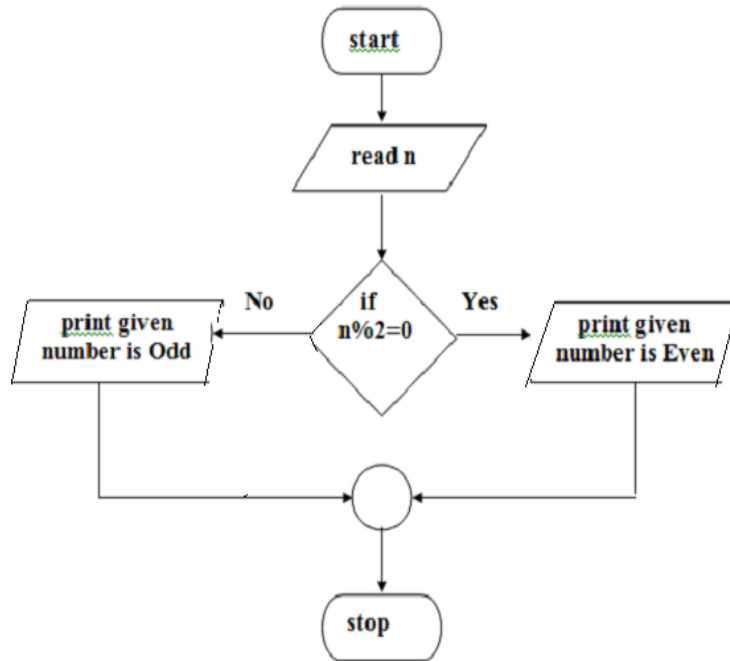 start
read n
No
if
n%2=0
Yes
print given
number is Odd
print given
number is Even
stop